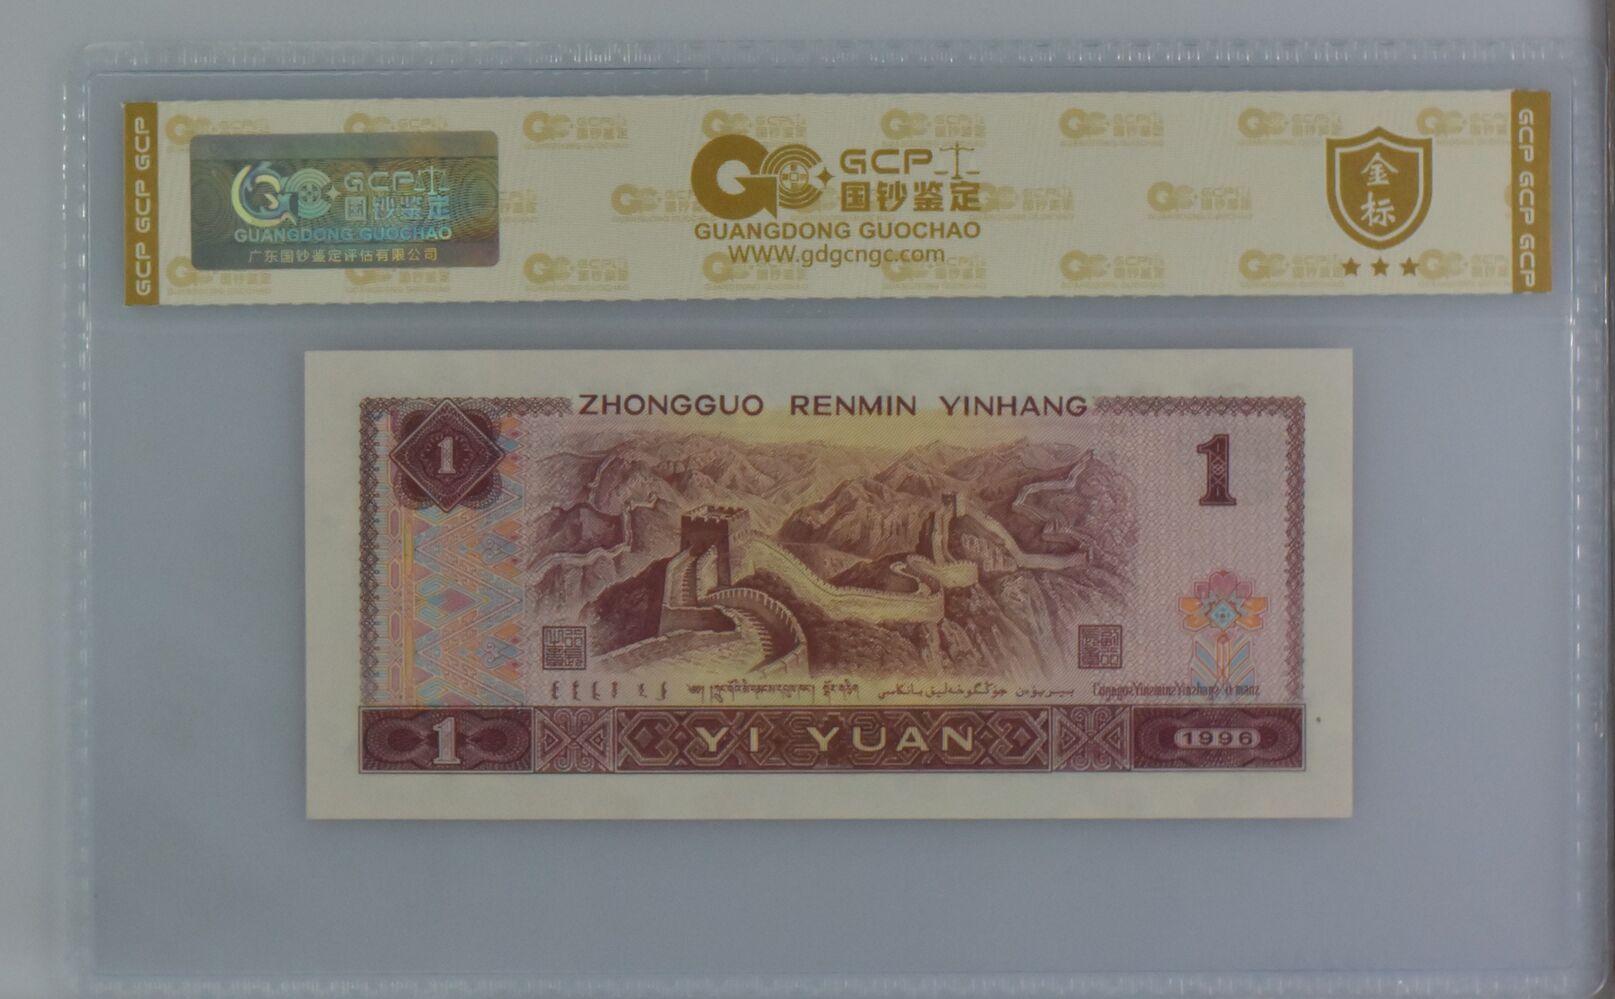 GCP GCP GCP
GCP
国钞鉴定
GUANGDONG GUOCHAO
广东国钞鉴定评估有限公司
GCP
国钞鉴定
GUANGDONG GUOCHAO
WWW.gdgcngc.com
金标
GCP GCP GCP
ZHONGGUO RENMIN YINHANG
1
1
1
YI YUAN
1996